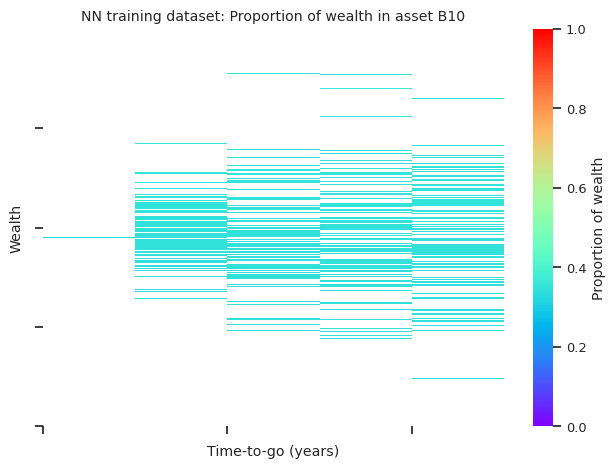 NN training dataset: Proportion of wealth in asset B10
Wealth
Time-to-go (years)
1.0
0.8
0.6
0.4
0.2
0.0
Proportion of wealth